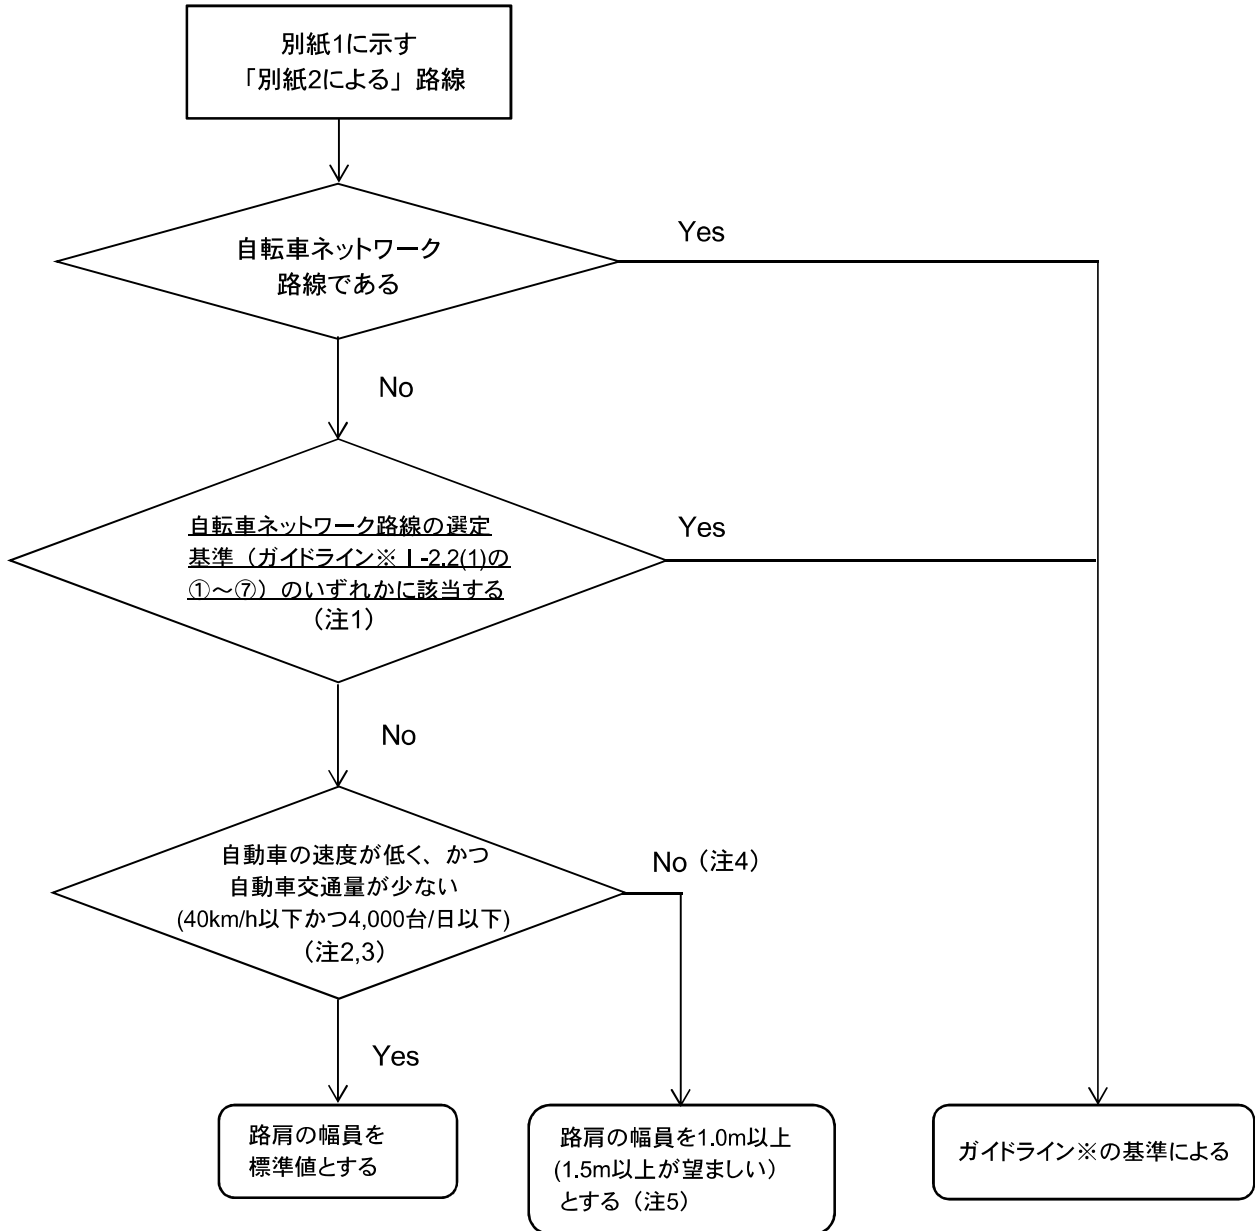 別紙1に示す
「別紙2による」路線
自転車ネットワーク
路線である
Yes
No
自転車ネットワーク路線の選定
基準（ガイドライン※Ⅰ-2.2(1)の
①～⑦）のいずれかに該当する
（注1）
Yes
No
自動車の速度が低く、かつ
自動車交通量が少ない
(40km/h以下かつ4,000台/日以下)
（注2,3）
No（注4）
Yes
路肩の幅員を
標準値とする
路肩の幅員を1.0m以上
(1.5m以上が望ましい）
とする（注5）
ガイドライン※の基準による